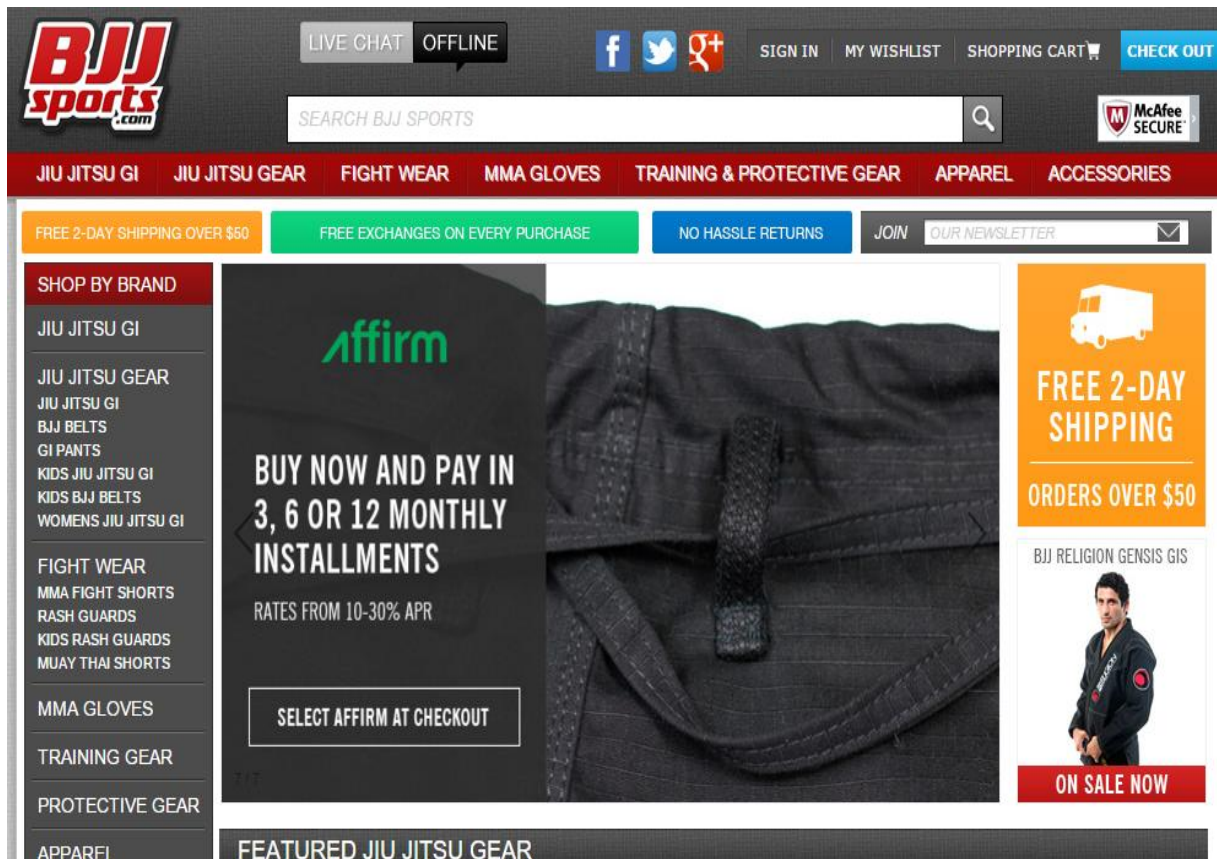 BJJ
sports
.com
LIVE CHAT OFFLINE
f
g+
SIGN IN
MY WISHLIST
SHOPPING CART
CHECK OUT
SEARCH BJJ SPORTS
M McAfee
SECURE
JIU JITSU GI
JIU JITSU GEAR
FIGHT WEAR
MMA GLOVES
TRAINING & PROTECTIVE GEAR
APPAREL
ACCESSORIES
FREE 2-DAY SHIPPING OVER $50
FREE EXCHANGES ON EVERY PURCHASE
NO HASSLE RETURNS
JOIN OUR NEWSLETTER
SHOP BY BRAND
JIU JITSU GI
JIU JITSU GEAR
JIU JITSU GI
BJJ BELTS
GI PANTS
KIDS JIU JITSU GI
KIDS BJJ BELTS
WOMENS JIU JITSU GI
FIGHT WEAR
MMA FIGHT SHORTS
RASH GUARDS
KIDS RASH GUARDS
MUAY THAI SHORTS
MMA GLOVES
TRAINING GEAR
PROTECTIVE GEAR
APPAREL
affirm
BUY NOW AND PAY IN
3, 6 OR 12 MONTHLY
INSTALLMENTS
RATES FROM 10-30% APR
SELECT AFFIRM AT CHECKOUT
7 / 7
FREE 2-DAY
SHIPPING
ORDERS OVER $50
BJJ RELIGION GENSIS GIS
RELIGION
ON SALE NOW
FEATURED JIU JITSU GEAR